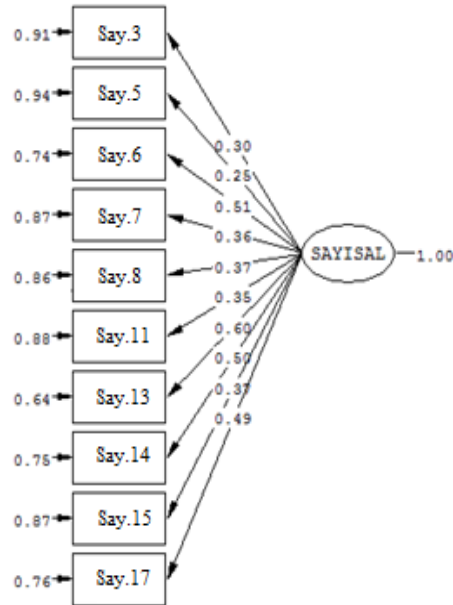 0.91 Say.3
0.94 Say.5
0.74 Say.6
0.87 Say.7
0.86 Say.8
0.88 Say.11
0.64 Say.13
0.75 Say.14
0.87 Say.15
0.76 Say.17
0.30
0.25
0.51
0.36
0.37
0.35
0.60
0.50
0.37
0.49
SAYISAL 1.00